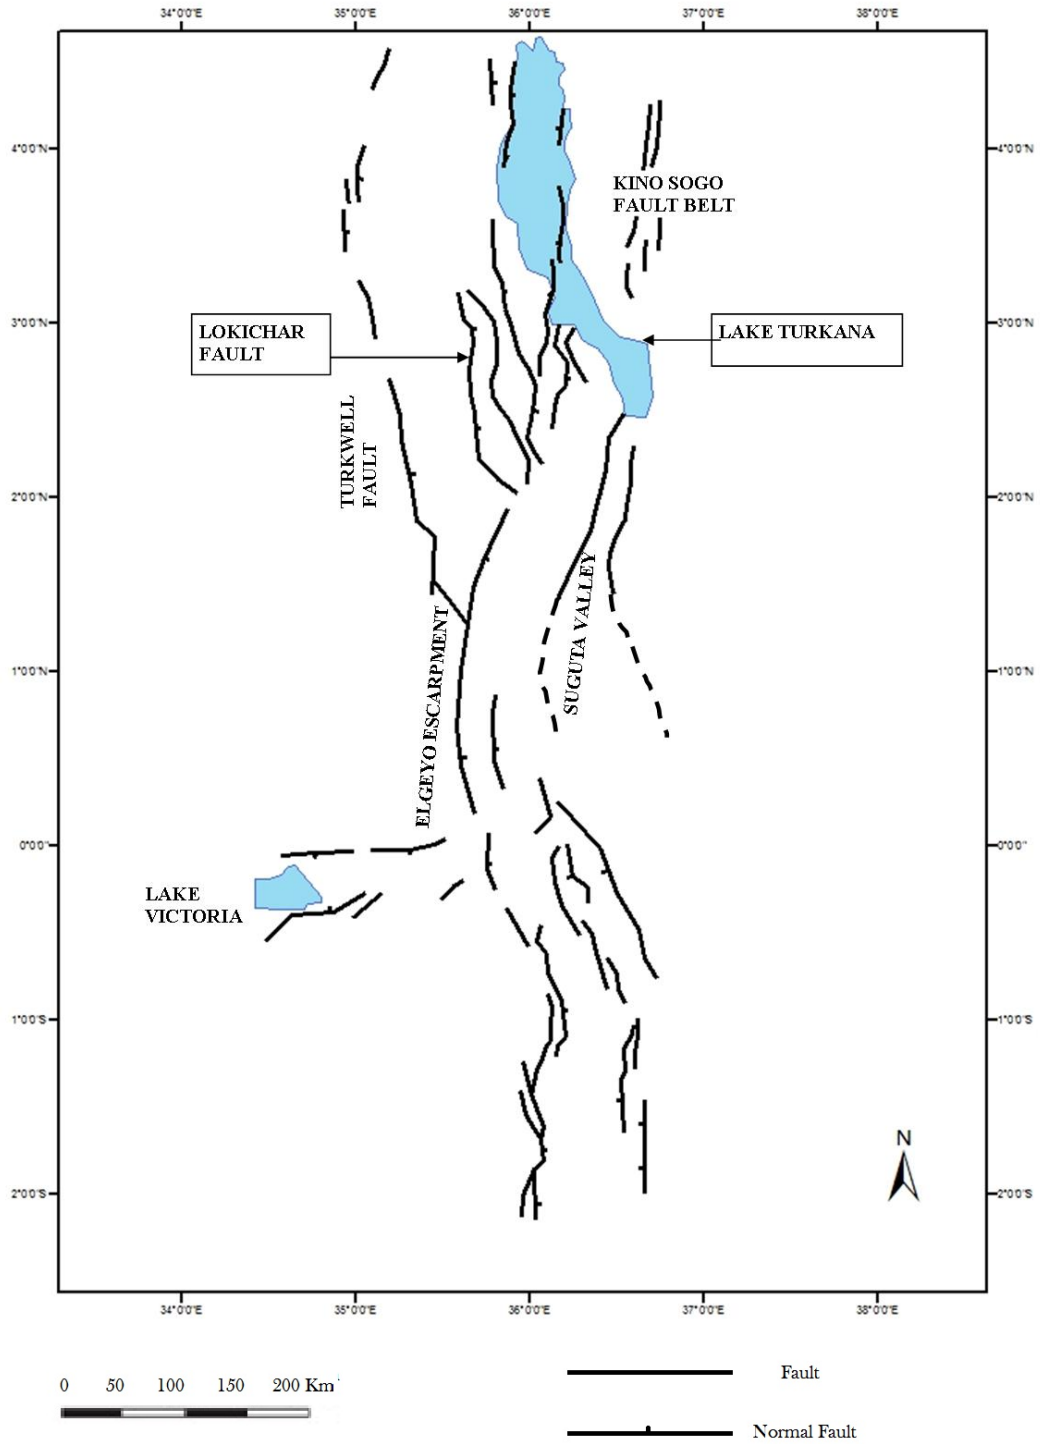 34°0'0"E 35°0'0"E 36°0'0"E 37°0'0"E 38°0'0"E
4°0'0"N 4°0'0"N
KINO SOGO
FAULT BELT
3°0'0"N 3°0'0"N
LOKICHAR
FAULT
LAKE TURKANA
TURKWELL
FAULT
2°0'0"N 2°0'0"N
SUGUTA VALLEY
ELGEYO ESCARPMENT
1°0'0"N 1°0'0"N
0°0'0" 0°0'0"
LAKE
VICTORIA
1°0'0"S 1°0'0"S
N
2°0'0"S 2°0'0"S
34°0'0"E 35°0'0"E 36°0'0"E 37°0'0"E 38°0'0"E
0 50 100 150 200 Km
Fault
Normal Fault